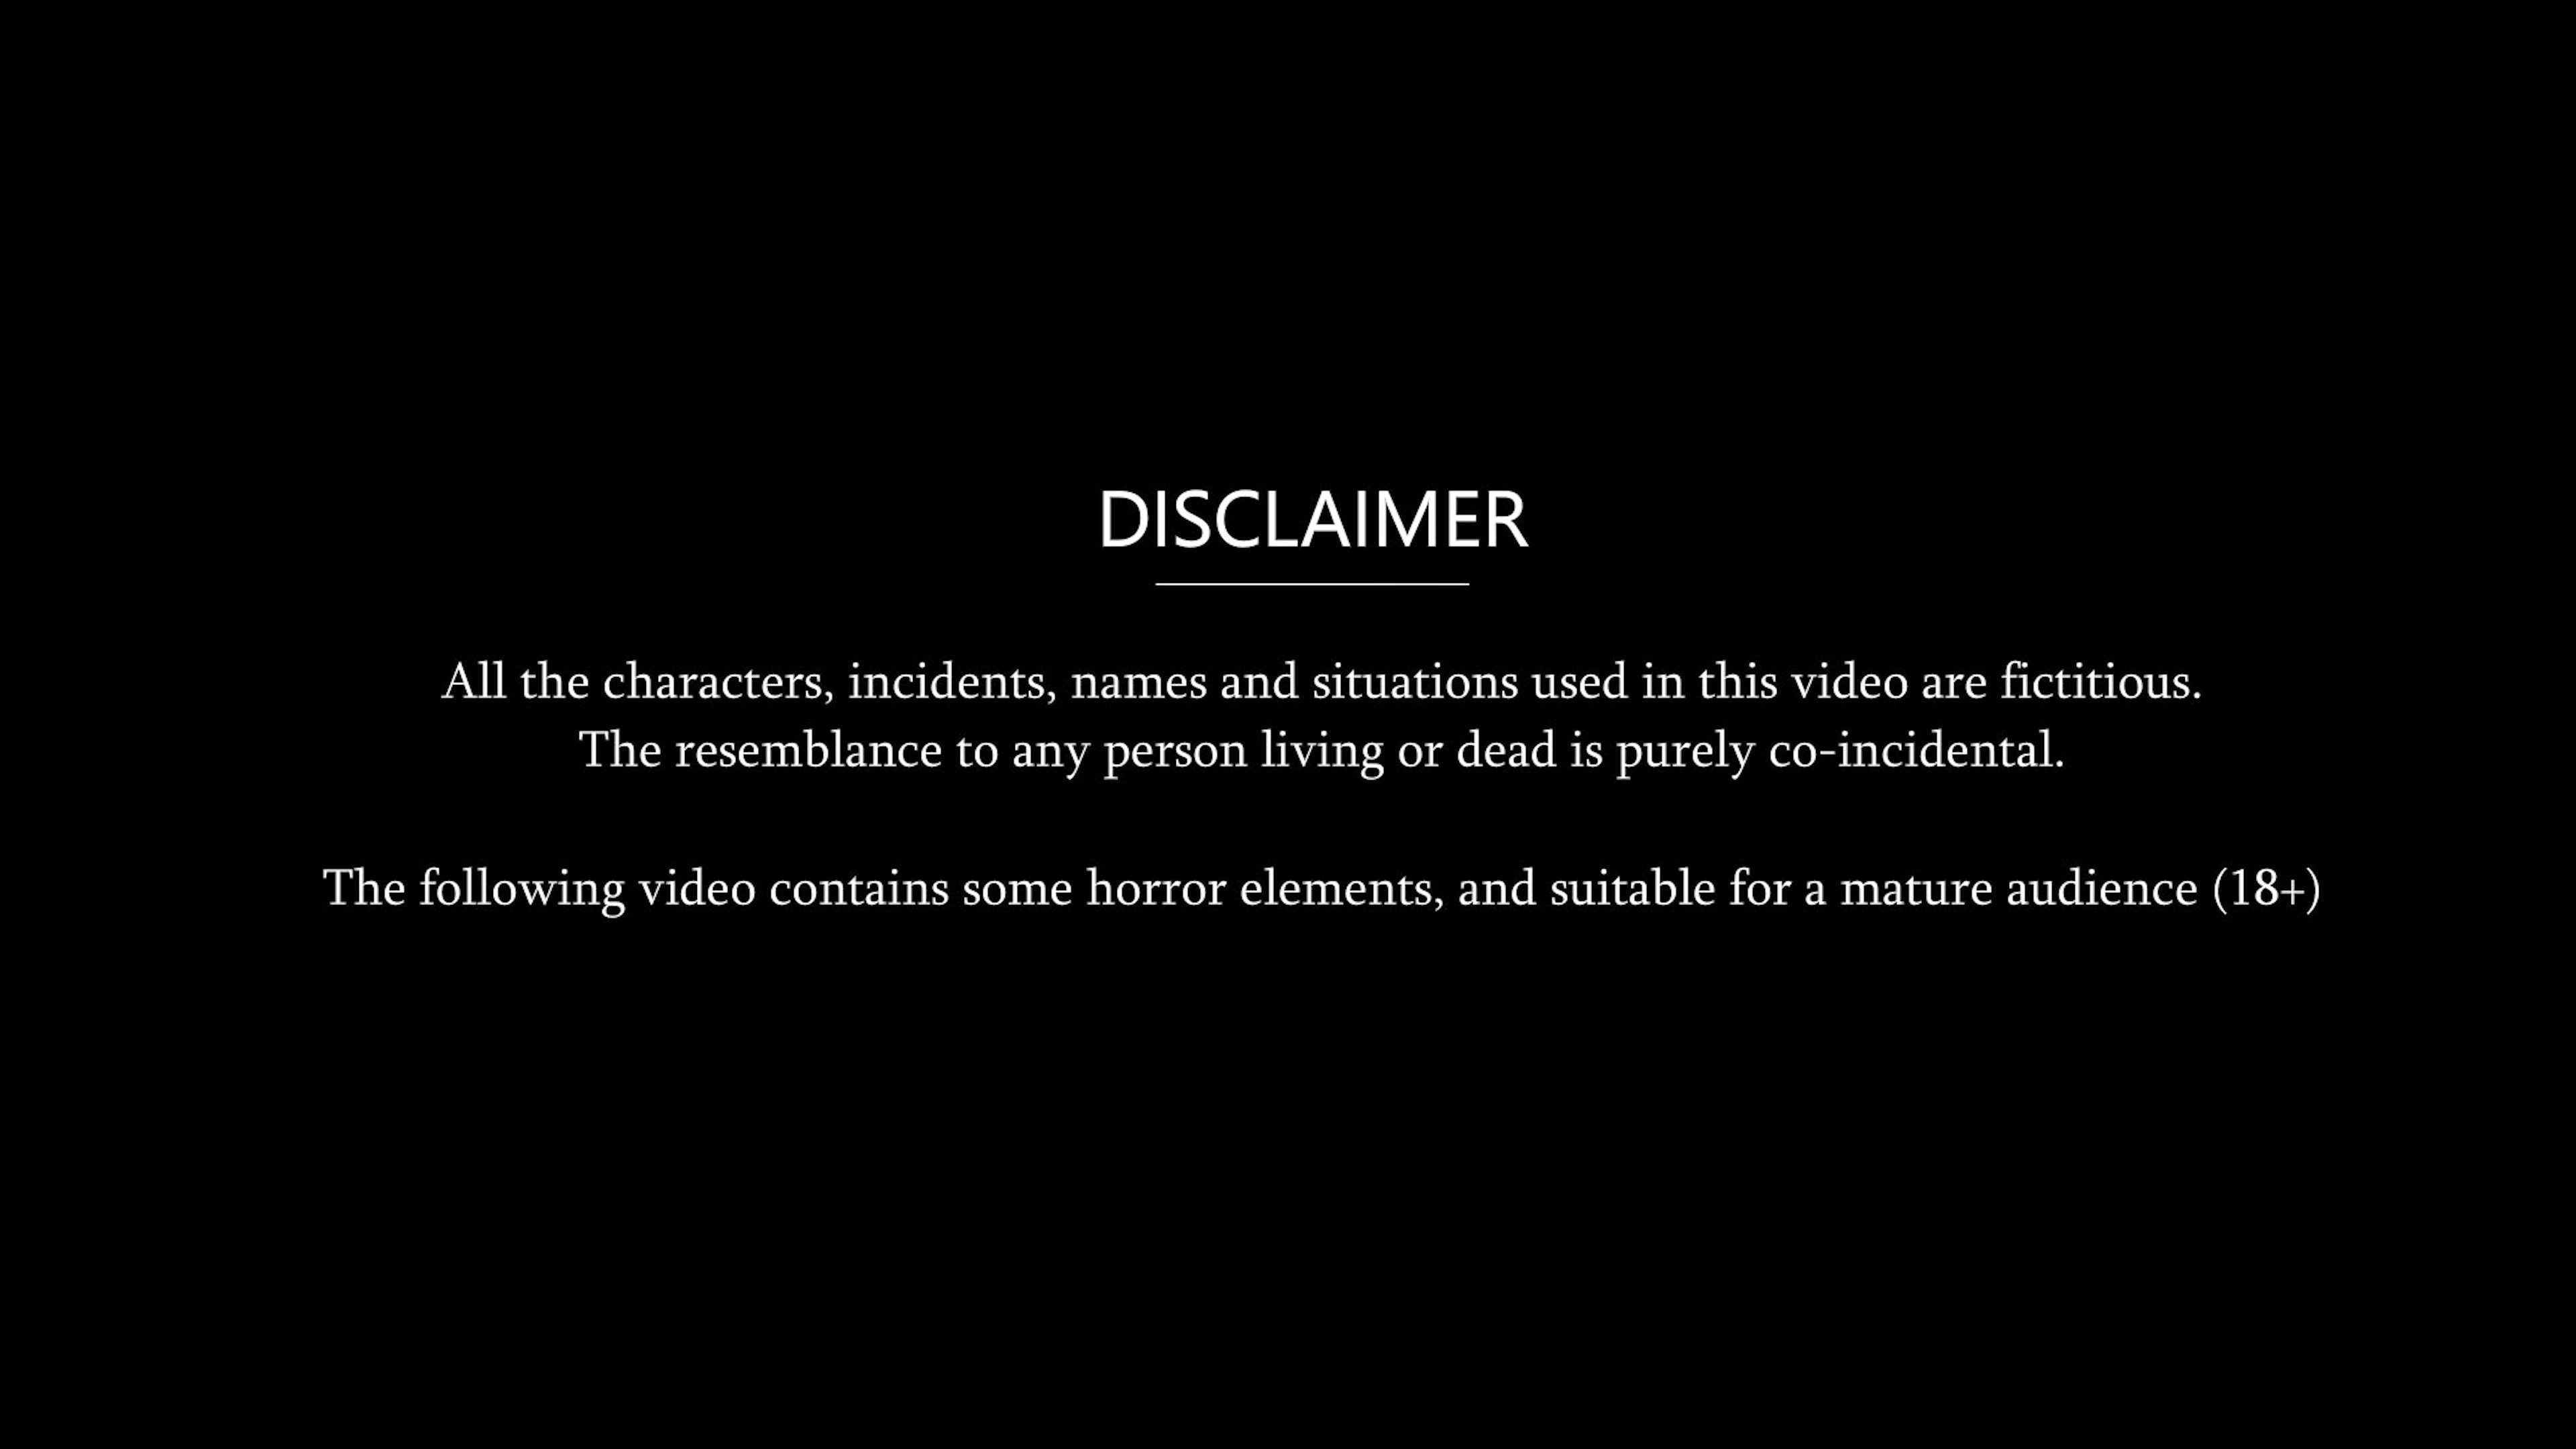 DISCLAIMER
All the characters, incidents, names and situations used in this video are fictitious.
The resemblance to any person living or dead is purely co-incidental.
The following video contains some horror elements, and suitable for a mature audience (18+)